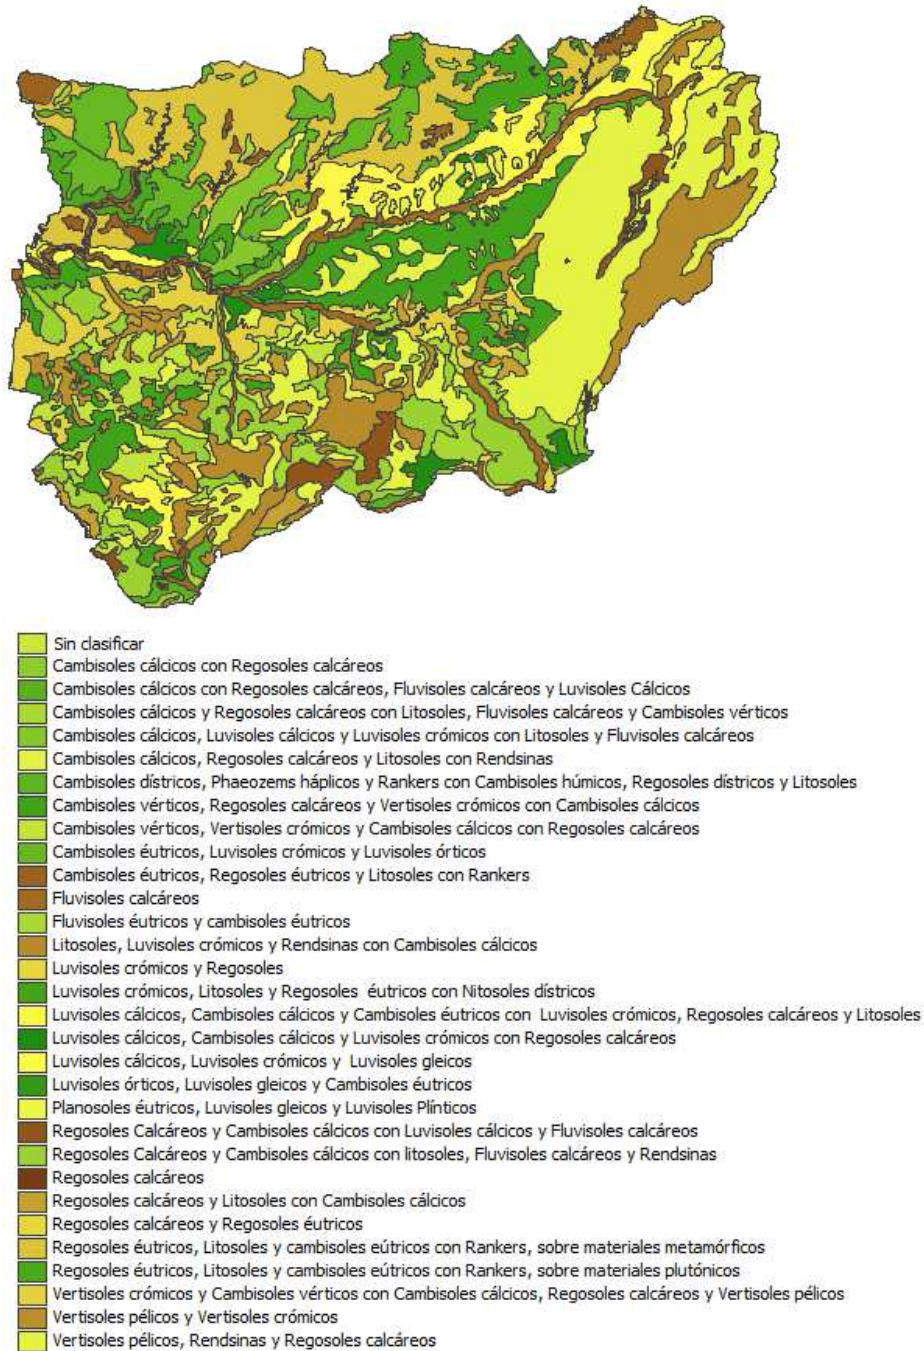 Sin clasificar
Cambisoles cálcicos con Regosoles calcáreos
Cambisoles cálcicos con Regosoles calcáreos, Fluvisoles calcáreos y Luvisoles Cálcicos
Cambisoles cálcicos y Regosoles calcáreos con Litosoles, Fluvisoles calcáreos y Cambisoles vérticos
Cambisoles cálcicos, Luvisoles cálcicos y Luvisoles crómicos con Litosoles y Fluvisoles calcáreos
Cambisoles cálcicos, Regosoles calcáreos y Litosoles con Rendsinas
Cambisoles dístricos, Phaeozems háplicos y Rankers con Cambisoles húmicos, Regosoles dístricos y Litosoles
Cambisoles vérticos, Regosoles calcáreos y Vertisoles crómicos con Cambisoles cálcicos
Cambisoles vérticos, Vertisoles crómicos y Cambisoles cálcicos con Regosoles calcáreos
Cambisoles éutricos, Luvisoles crómicos y Luvisoles órticos
Cambisoles éutricos, Regosoles éutricos y Litosoles con Rankers
Fluvisoles calcáreos
Fluvisoles éutricos y cambisoles éutricos
Litosoles, Luvisoles crómicos y Rendsinas con Cambisoles cálcicos
Luvisoles crómicos y Regosoles
Luvisoles crómicos, Litosoles y Regosoles éutricos con Nitosoles dístricos
Luvisoles cálcicos, Cambisoles cálcicos y Cambisoles éutricos con Luvisoles crómicos, Regosoles calcáreos y Litosoles
Luvisoles cálcicos, Cambisoles cálcicos y Luvisoles crómicos con Regosoles calcáreos
Luvisoles cálcicos, Luvisoles crómicos y Luvisoles gleicos
Luvisoles órticos, Luvisoles gleicos y Cambisoles éutricos
Planosoles éutricos, Luvisoles gleicos y Luvisoles Plínticos
Regosoles Calcáreos y Cambisoles cálcicos con Luvisoles cálcicos y Fluvisoles calcáreos
Regosoles Calcáreos y Cambisoles cálcicos con litosoles, Fluvisoles calcáreos y Rendsinas
Regosoles calcáreos
Regosoles calcáreos y Litosoles con Cambisoles cálcicos
Regosoles calcáreos y Regosoles éutricos
Regosoles éutricos, Litosoles y cambisoles eútricos con Rankers, sobre materiales metamórficos
Regosoles éutricos, Litosoles y cambisoles eútricos con Rankers, sobre materiales plutónicos
Vertisoles crómicos y Cambisoles vérticos con Cambisoles cálcicos, Regosoles calcáreos y Vertisoles pélicos
Vertisoles pélicos y Vertisoles crómicos
Vertisoles pélicos, Rendsinas y Regosoles calcáreos